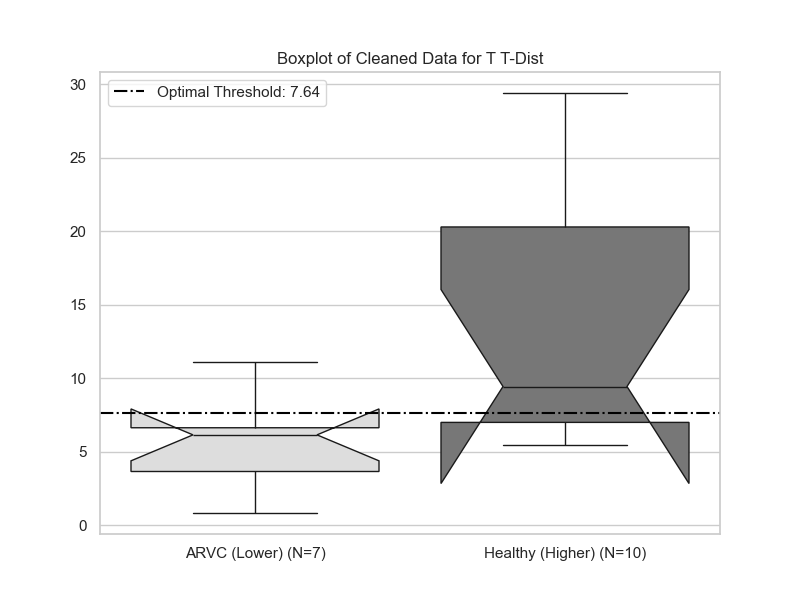 Boxplot of Cleaned Data for T T-Dist
Optimal Threshold: 7.64
30
25
20
15
10
5
0
ARVC (Lower) (N=7)
Healthy (Higher) (N=10)